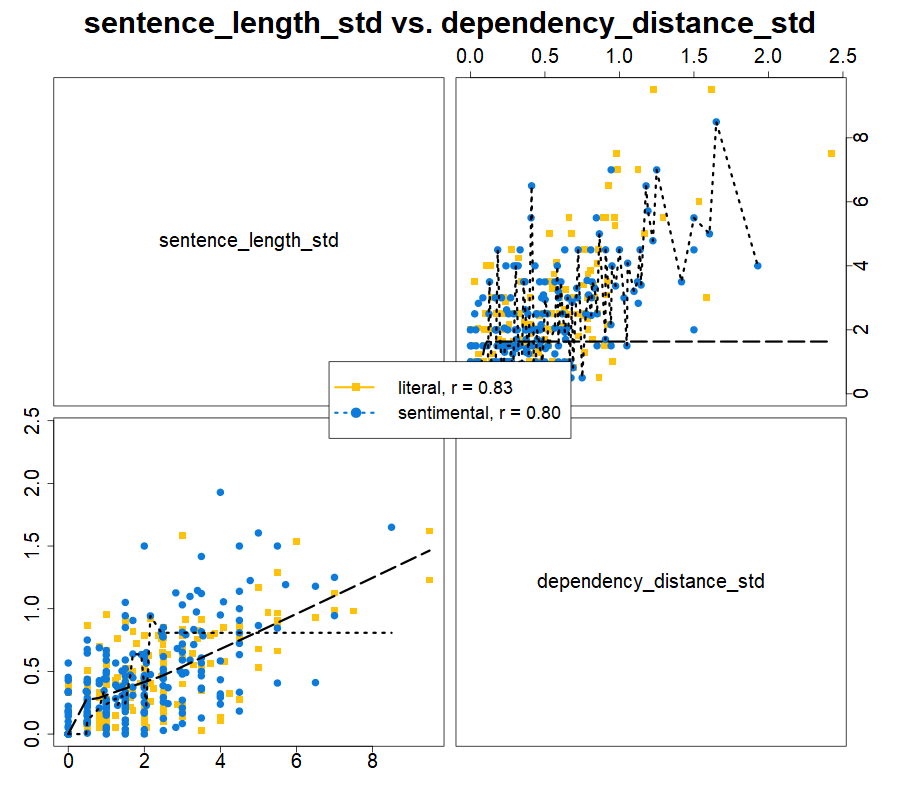 sentence_length_std vs. dependency_distance_std
0.0 0.5 1.0 1.5 2.0 2.5
sentence_length_std
8
6
4
2
0
literal, r = 0.83
sentimental, r = 0.80
2.5
2.0
1.5
1.0
0.5
0.0
dependency_distance_std
0 2 4 6 8